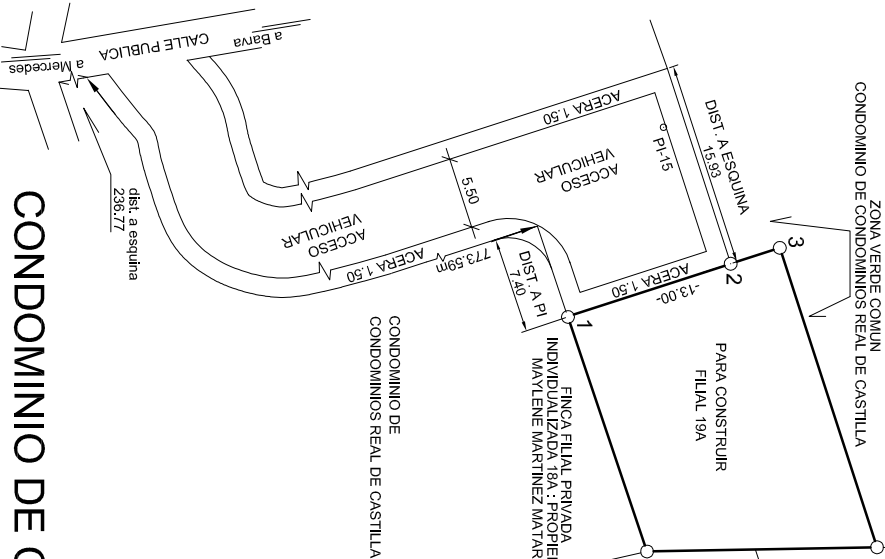 ZONA VERDE COMUN
CONDOMINIO DE CONDOMINIOS REAL DE CASTILLA
CALLE PUBLICA
a Barva
a Mercedes
dist. a esquina
236.77
ACERA 1.50
ACCESO
VEHICULAR
PI-15
DIST. A ESQUINA
15.93
5.50
ACCESO
VEHICULAR
ACERA 1.50
773.59m
DIST. A PI
7.40
ACERA 1.50
-13.00-
1
2
3
PARA CONSTRUIR
FILIAL 19A
FINCA FILIAL PRIVADA
INDIVIDUALIZADA 18A : PROPIE
MAYLENE MARTINEZ MATAR
CONDOMINIO DE
CONDOMINIOS REAL DE CASTILLA
CONDOMINIO DE